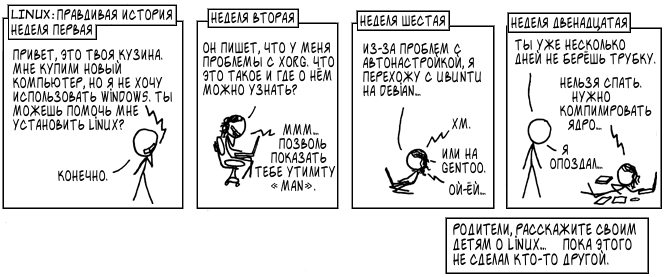 LINUX: ПРАВДИВАЯ ИСТОРИЯ
НЕДЕЛЯ ПЕРВАЯ
ПРИВЕТ, ЭТО ТВОЯ КУЗИНА.
МНЕ КУПИЛИ НОВЫЙ
КОМПЬЮТЕР, НО Я НЕ ХОЧУ
ИСПОЛЬЗОВАТЬ WINDOWS. ТЫ
МОЖЕШЬ ПОМОЧЬ МНЕ
УСТАНОВИТЬ LINUX?
КОНЕЧНО.
НЕДЕЛЯ ВТОРАЯ
ОН ПИШЕТ, ЧТО У МЕНЯ
ПРОБЛЕМЫ С XORG. ЧТО
ЭТО ТАКОЕ И ГДЕ О НЁМ
МОЖНО УЗНАТЬ?
МММ...
ПОЗВОЛЬ
ПОКАЗАТЬ
ТЕБЕ УТИЛИТУ
«MAN».
НЕДЕЛЯ ШЕСТАЯ
ИЗ-ЗА ПРОБЛЕМ С
АВТОНАСТРОЙКОЙ, Я
ПЕРЕХОЖУ С UBUNTU
НА DEBIAN...
ХМ.
ИЛИ НА
GENTOO.
ОЙ-ЁЙ...
НЕДЕЛЯ ДВЕНАДЦАТАЯ
ТЫ УЖЕ НЕСКОЛЬКО
ДНЕЙ НЕ БЕРЁШЬ ТРУБКУ.
НЕЛЬЗЯ СПАТЬ.
НУЖНО
КОМПИЛИРОВАТЬ
ЯДРО...
Я
ОПОЗДАЛ...
РОДИТЕЛИ, РАССКАЖИТЕ СВОИМ
ДЕТЯМ О LINUX... ПОКА ЭТОГО
НЕ СДЕЛАЛ КТО-ТО ДРУГОЙ.